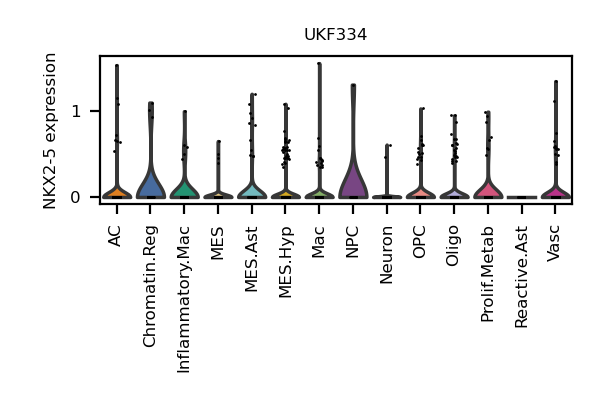 UKF334
NKX2-5 expression
1
0
AC
Chromatin.Reg
Inflammatory.Mac
MES
MES.Ast
MES.Hyp
Mac
NPC
Neuron
OPC
Oligo
Prolif.Metab
Reactive.Ast
Vasc